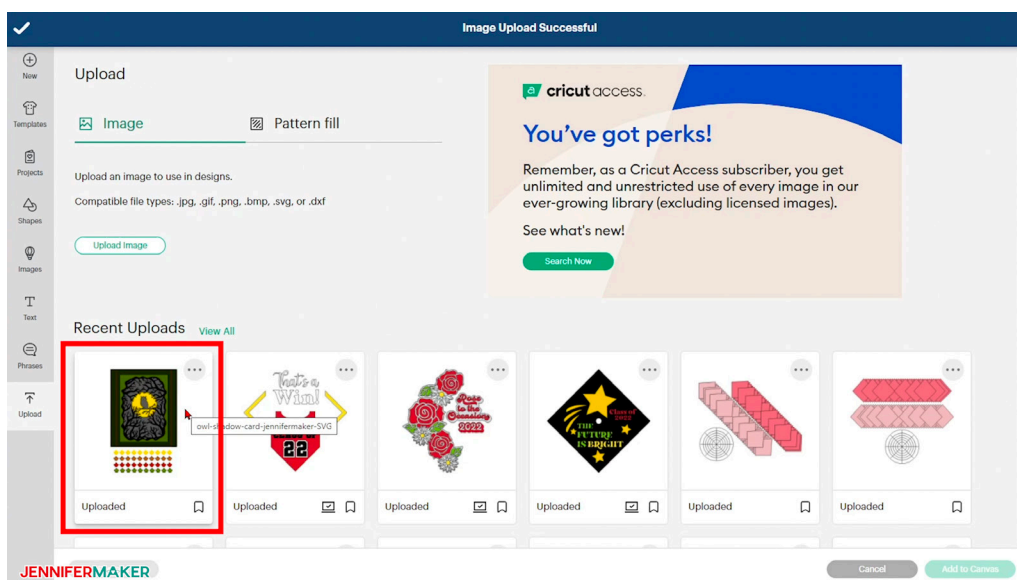 Image Upload Successful
New
Templates
Projects
Shapes
Images
Text
Phrases
Upload
Upload
Image
Pattern fill
Upload an image to use in designs.
Compatible file types: .jpg, .gif, .png, .bmp, .svg, or .dxf
Upload Image
a cricut access.
You've got perks!
Remember, as a Cricut Access subscriber, you get
unlimited and unrestricted use of every image in our
ever-growing library (excluding licensed images).
See what's new!
Search Now
Recent Uploads View All
owl-shadow-card-jennifermaker-SVG
That's a
Win!
22
Rose
to the
Occasion
2022
Class of
THE
FUTURE
IS BRIGHT
Uploaded
Uploaded
Uploaded
Uploaded
Uploaded
Uploaded
JENNIFERMAKER
Cancel
Add to Canvas